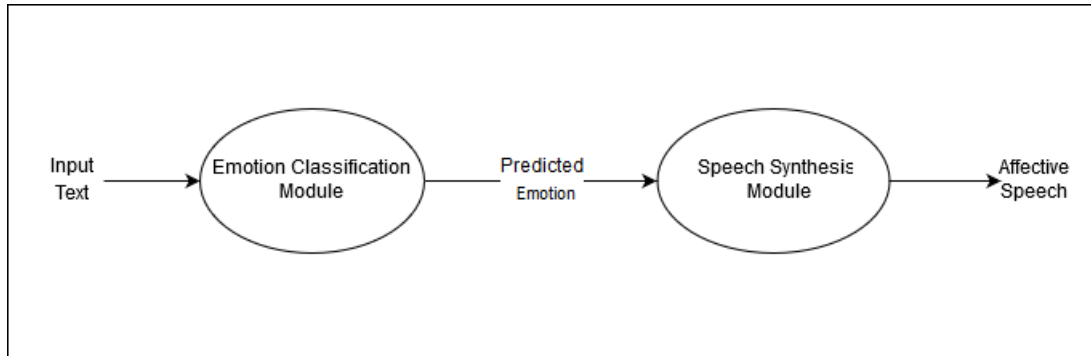 Input
Text
Emotion Classification
Module
Predicted
Emotion
Speech Synthesis
Module
Affective
Speech